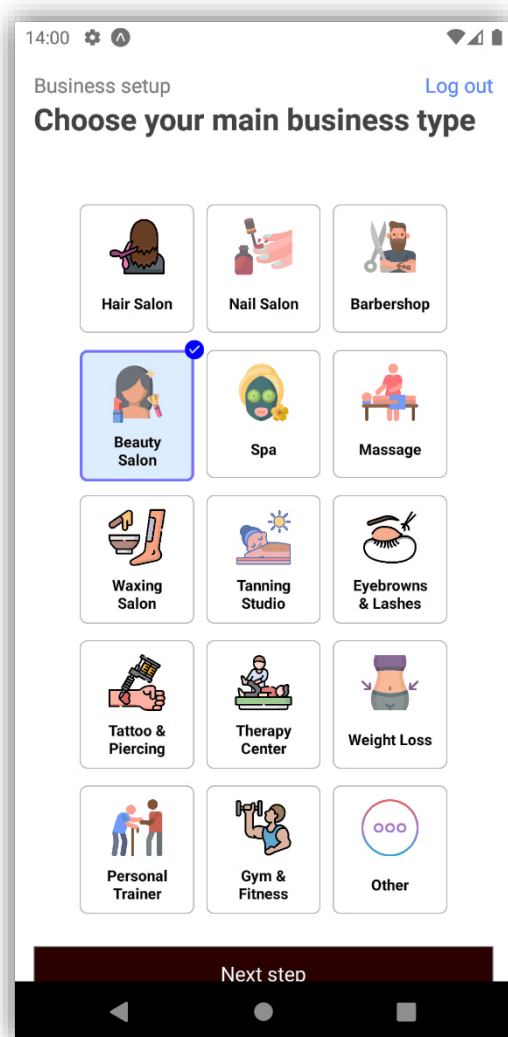 14:00
Business setup
Log out
Choose your main business type
Hair Salon
Nail Salon
Barbershop
Beauty
Salon
Spa
Massage
Waxing
Salon
Tanning
Studio
Eyebrowns
& Lashes
Tattoo &
Piercing
Therapy
Center
Weight Loss
Personal
Trainer
Gym &
Fitness
Other
Next step